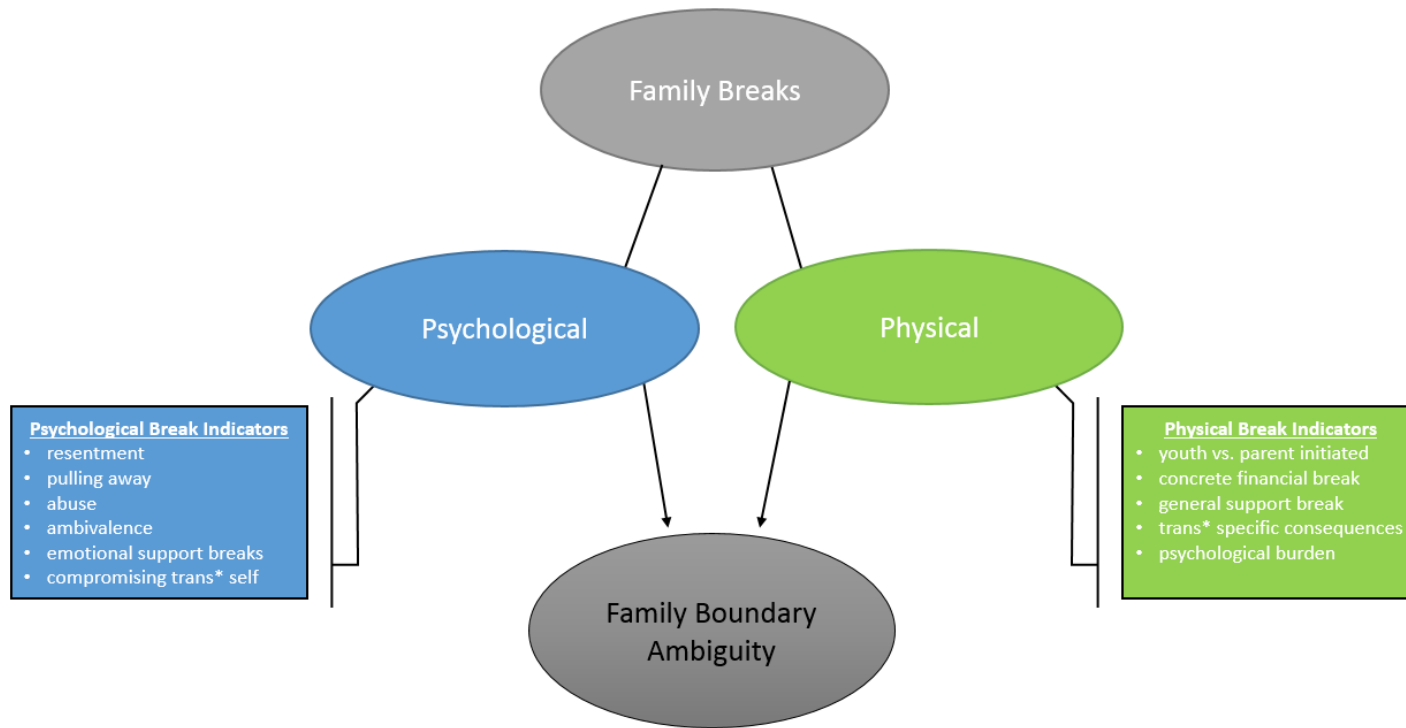 Family Breaks
Psychological
Physical
Psychological Break Indicators
• resentment
• pulling away
• abuse
• ambivalence
• emotional support breaks
• compromising trans* self
Physical Break Indicators
• youth vs. parent initiated
• concrete financial break
• general support break
• trans* specific consequences
• psychological burden
Family Boundary
Ambiguity